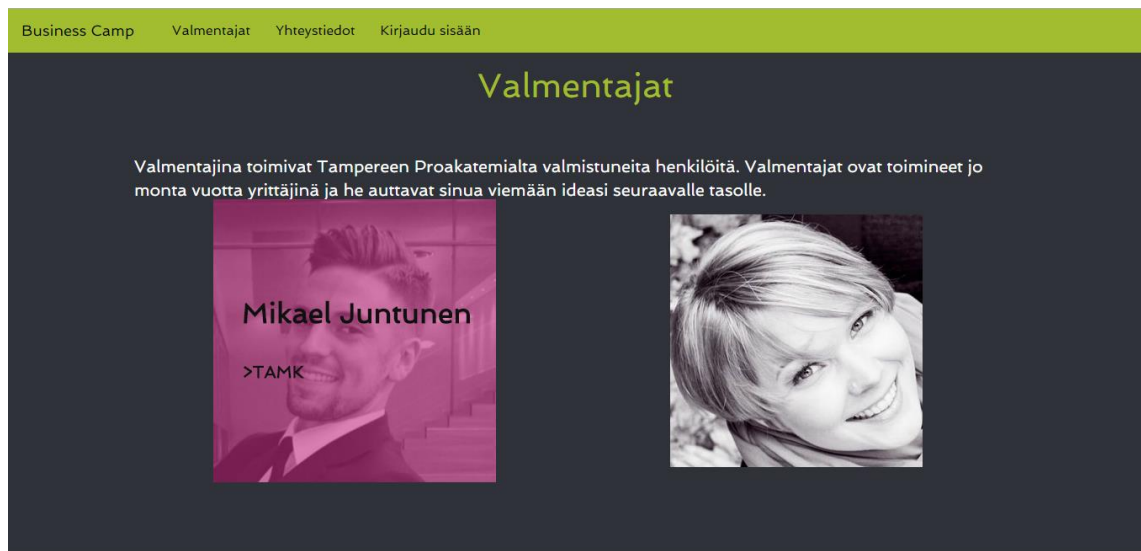 Business Camp Valmentajat Yhteystiedot Kirjaudu sisään
Valmentajat
Valmentajina toimivat Tampereen Proakatemialta valmistuneita henkilöitä. Valmentajat ovat toimineet jo
monta vuotta yrittäjinä ja he auttavat sinua viemään ideasi seuraavalle tasolle.
Mikael Juntunen
>TAMK